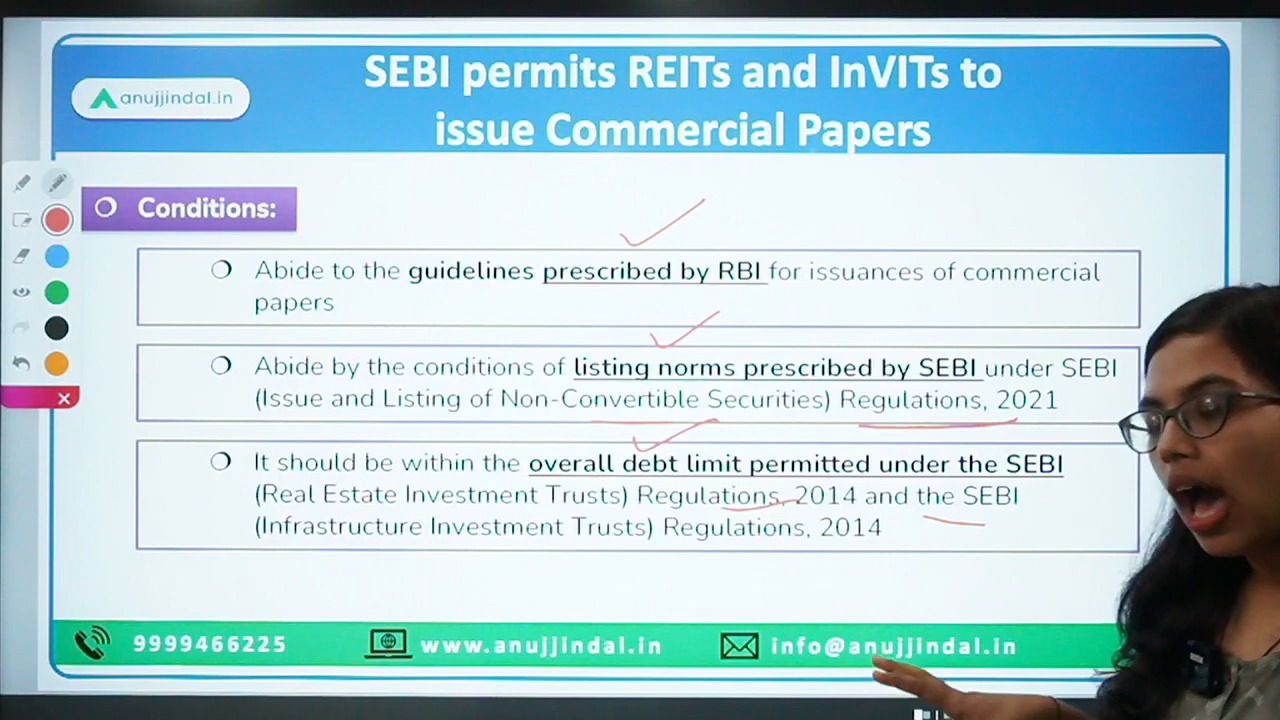 SEBI permits REITs and InVITs to
issue Commercial Papers
anujjindal.in
Conditions:
Abide to the guidelines prescribed by RBI for issuances of commercial
papers
Abide by the conditions of listing norms prescribed by SEBI under SEBI
(Issue and Listing of Non-Convertible Securities) Regulations, 2021
It should be within the overall debt limit permitted under the SEBI
(Real Estate Investment Trusts) Regulations, 2014 and the SEBI
(Infrastructure Investment Trusts) Regulations, 2014
9999466225
www.anujjindal.in
info@anujjindal.in